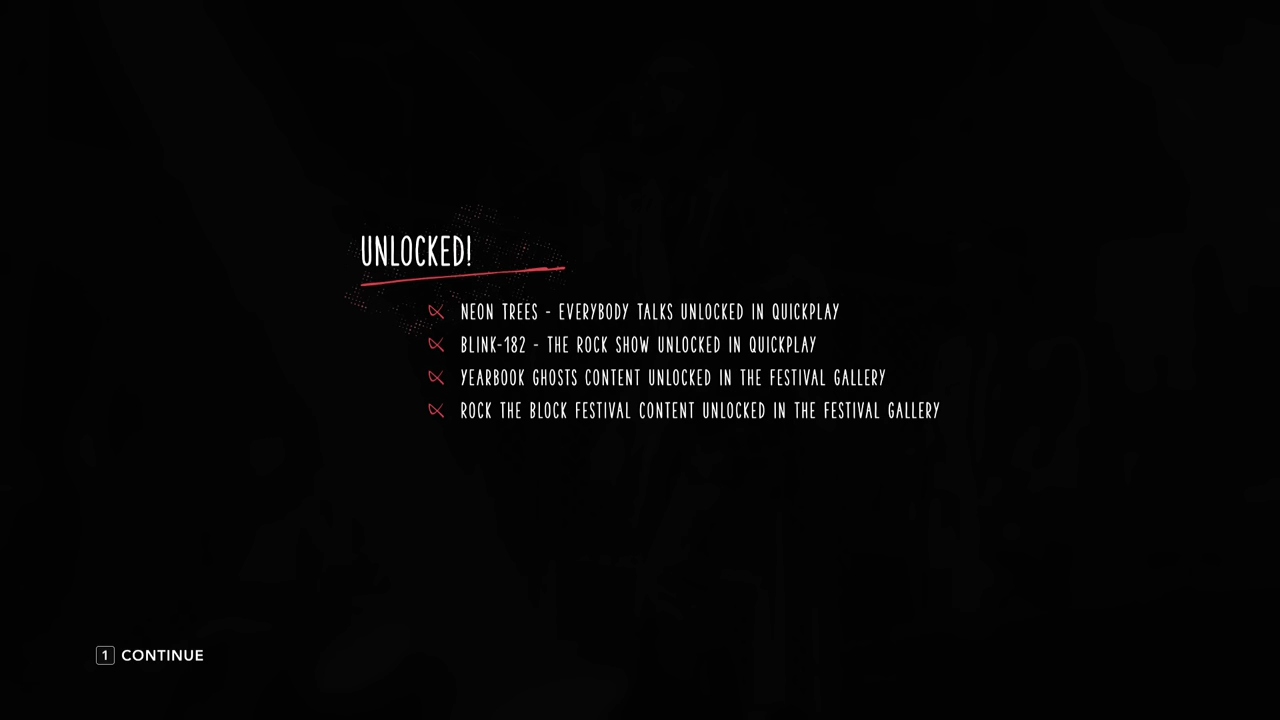 UNLOCKED!
NEON TREES - EVERYBODY TALKS UNLOCKED IN QUICKPLAY
BLINK-182 - THE ROCK SHOW UNLOCKED IN QUICKPLAY
YEARBOOK GHOSTS CONTENT UNLOCKED IN THE FESTIVAL GALLERY
ROCK THE BLOCK FESTIVAL CONTENT UNLOCKED IN THE FESTIVAL GALLERY
1 CONTINUE